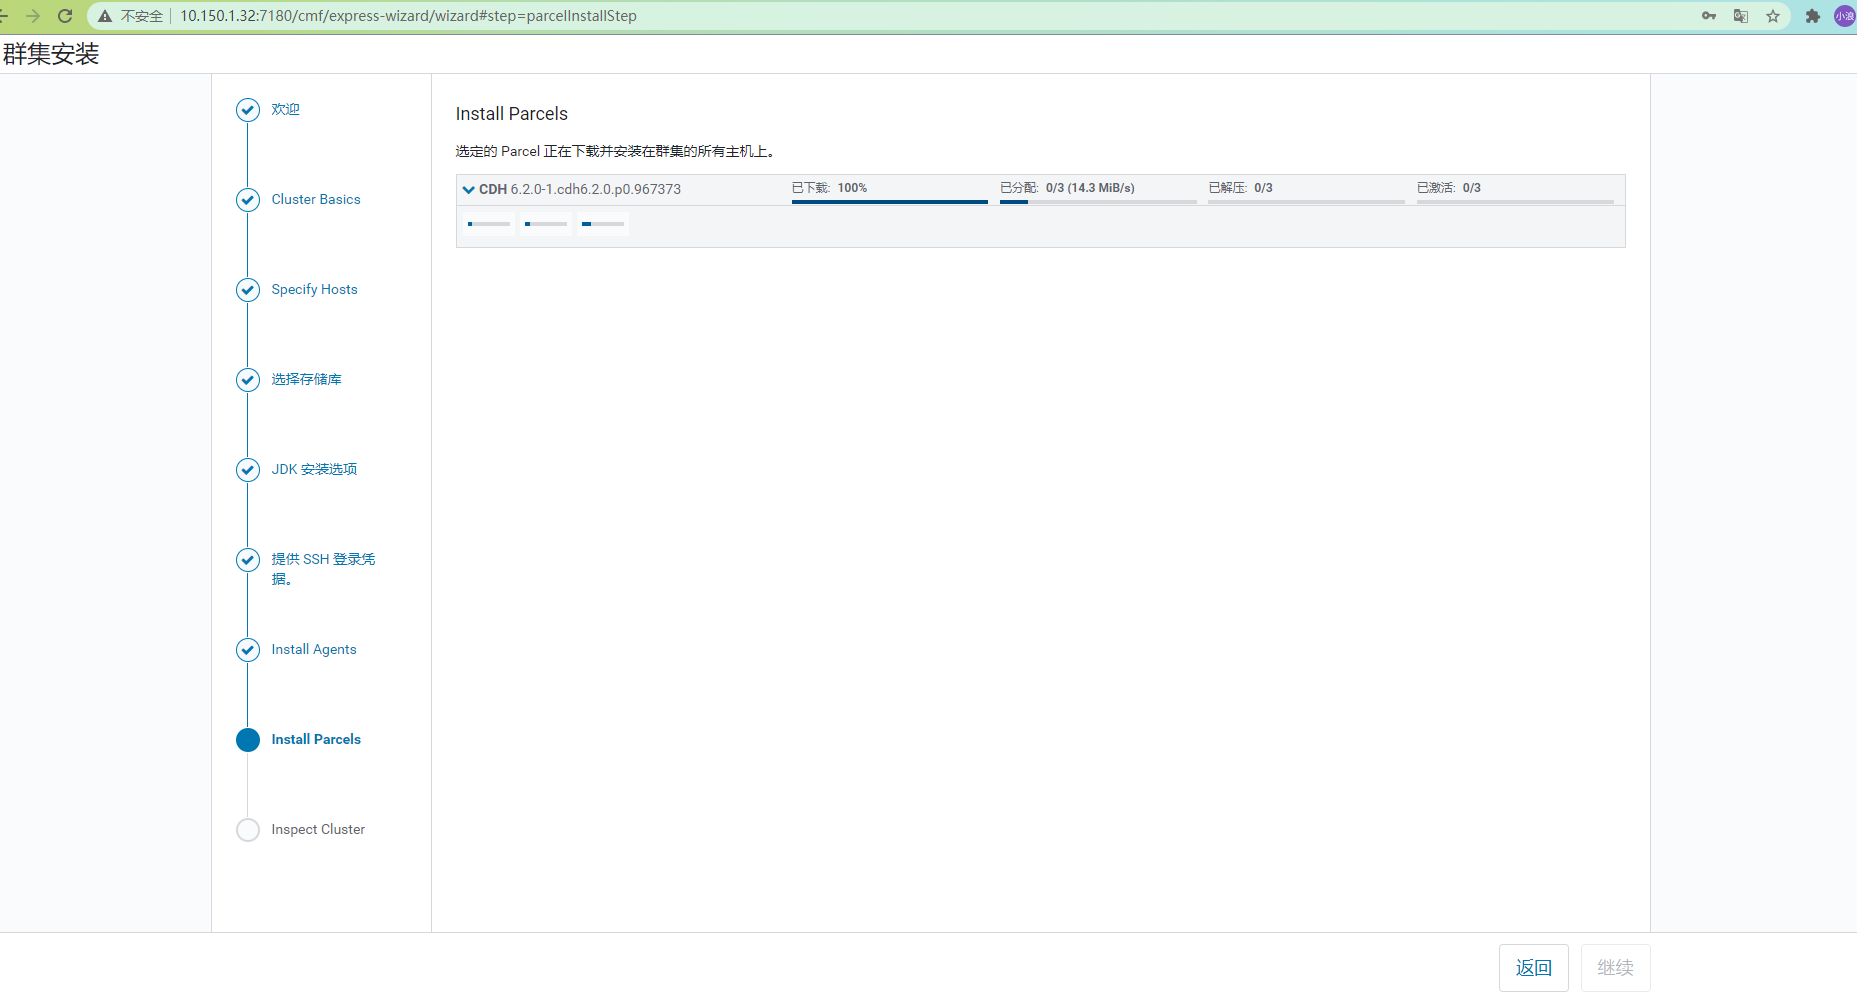 不安全 10.150.1.32:7180/cmf/express-wizard/wizard#step=parcelInstallStep
小浪
群集安装
欢迎
Cluster Basics
Specify Hosts
选择存储库
JDK 安装选项
提供 SSH 登录凭
据。
Install Agents
Install Parcels
Inspect Cluster
Install Parcels
选定的 Parcel 正在下载并安装在群集的所有主机上。
CDH 6.2.0-1.cdh6.2.0.p0.967373 已下载: 100% 已分配: 0/3 (14.3 MiB/s) 已解压: 0/3 已激活: 0/3
返回 继续